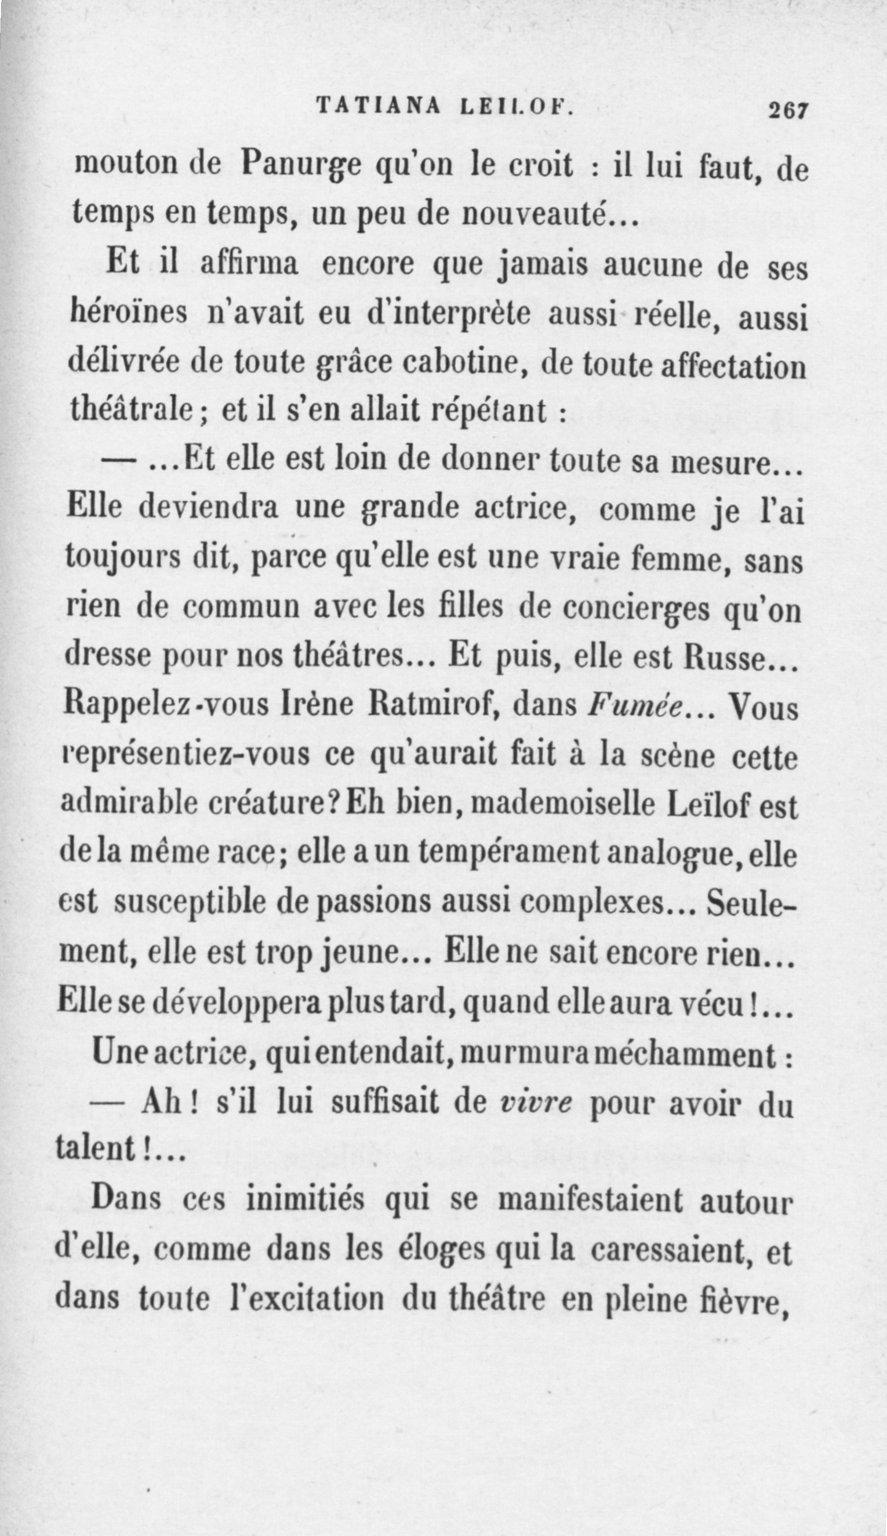 TATIANA LEILOF.
267
mouton de Panurge qu'on le croit : il lui faut, de
temps en temps, un peu de nouveauté...
Et il affirma encore que jamais aucune de ses
héroïnes n'avait eu d'interprète aussi réelle, aussi
délivrée de toute grâce cabotine, de toute affectation
théâtrale ; et il s'en allait répétant :
— ...Et elle est loin de donner toute sa mesure...
Elle deviendra une grande actrice, comme je l'ai
toujours dit, parce qu'elle est une vraie femme, sans
rien de commun avec les filles de concierges qu'on
dresse pour nos théâtres... Et puis, elle est Russe...
Rappelez-vous Irène Ratmirof, dans Fumée... Vous
représentiez-vous ce qu'aurait fait à la scène cette
admirable créature? Eh bien, mademoiselle Leïlof est
de la même race; elle a un tempérament analogue, elle
est susceptible de passions aussi complexes... Seule-
ment, elle est trop jeune... Elle ne sait encore rien...
Elle se développera plus tard, quand elle aura vécu !...
Une actrice, qui entendait, murmura méchamment :
— Ah ! s'il lui suffisait de vivre pour avoir du
talent !...
Dans ces inimitiés qui se manifestaient autour
d'elle, comme dans les éloges qui la caressaient, et
dans toute l'excitation du théâtre en pleine fièvre,